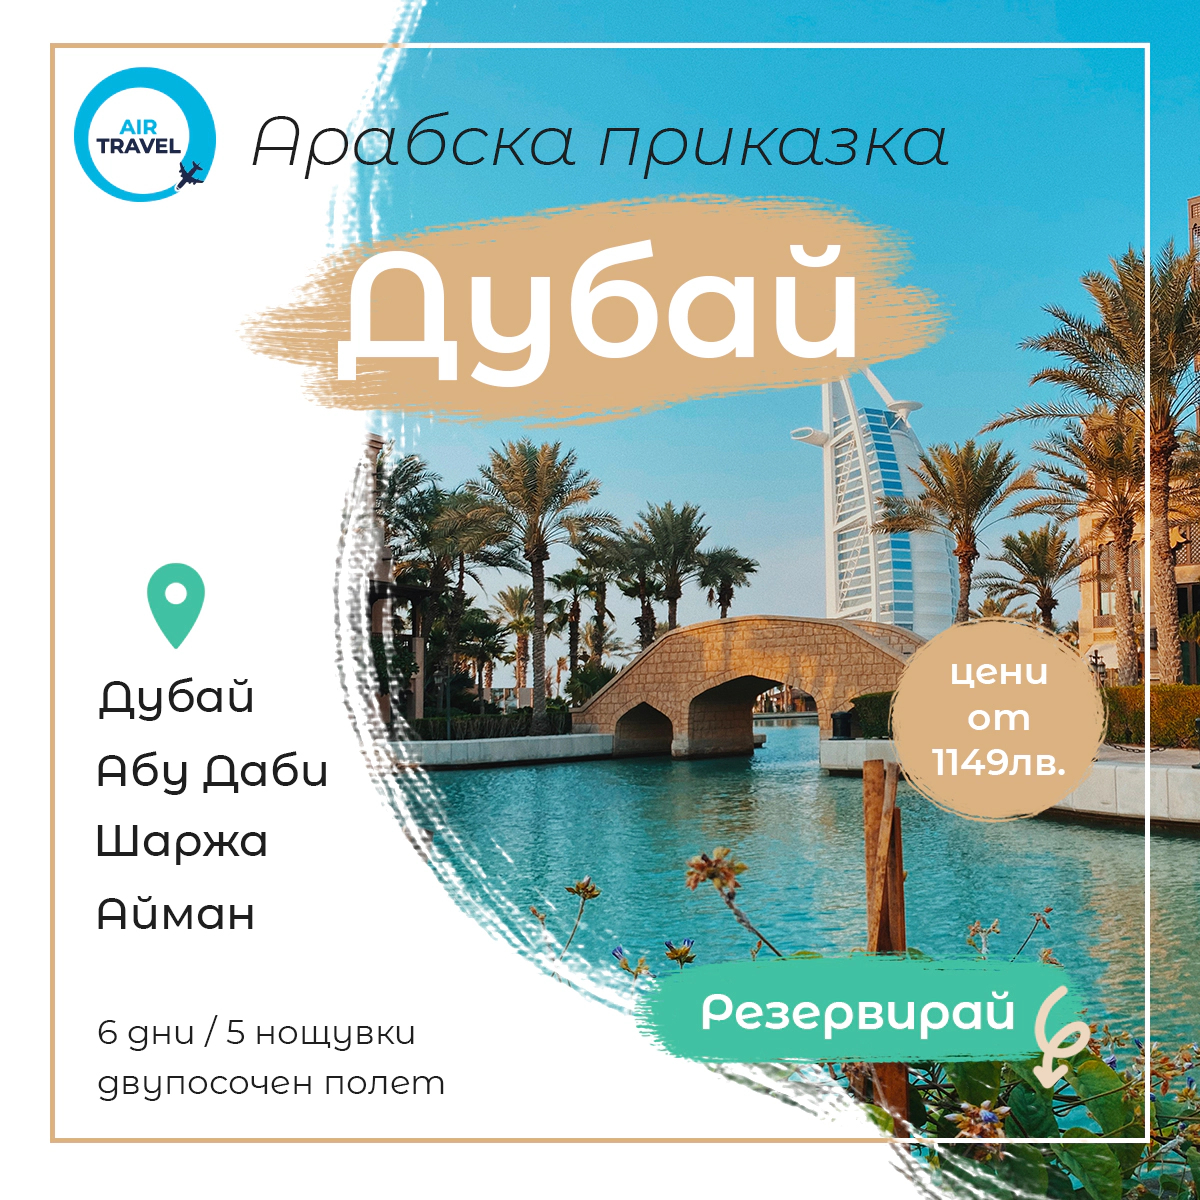 AIR
TRAVEL
Арабска приказка
Дубай
Дубай
Абу Даби
Шаржа
Айман
6 дни / 5 нощувки
двупосочен полет
цени
от
1149лв.
Резервирай